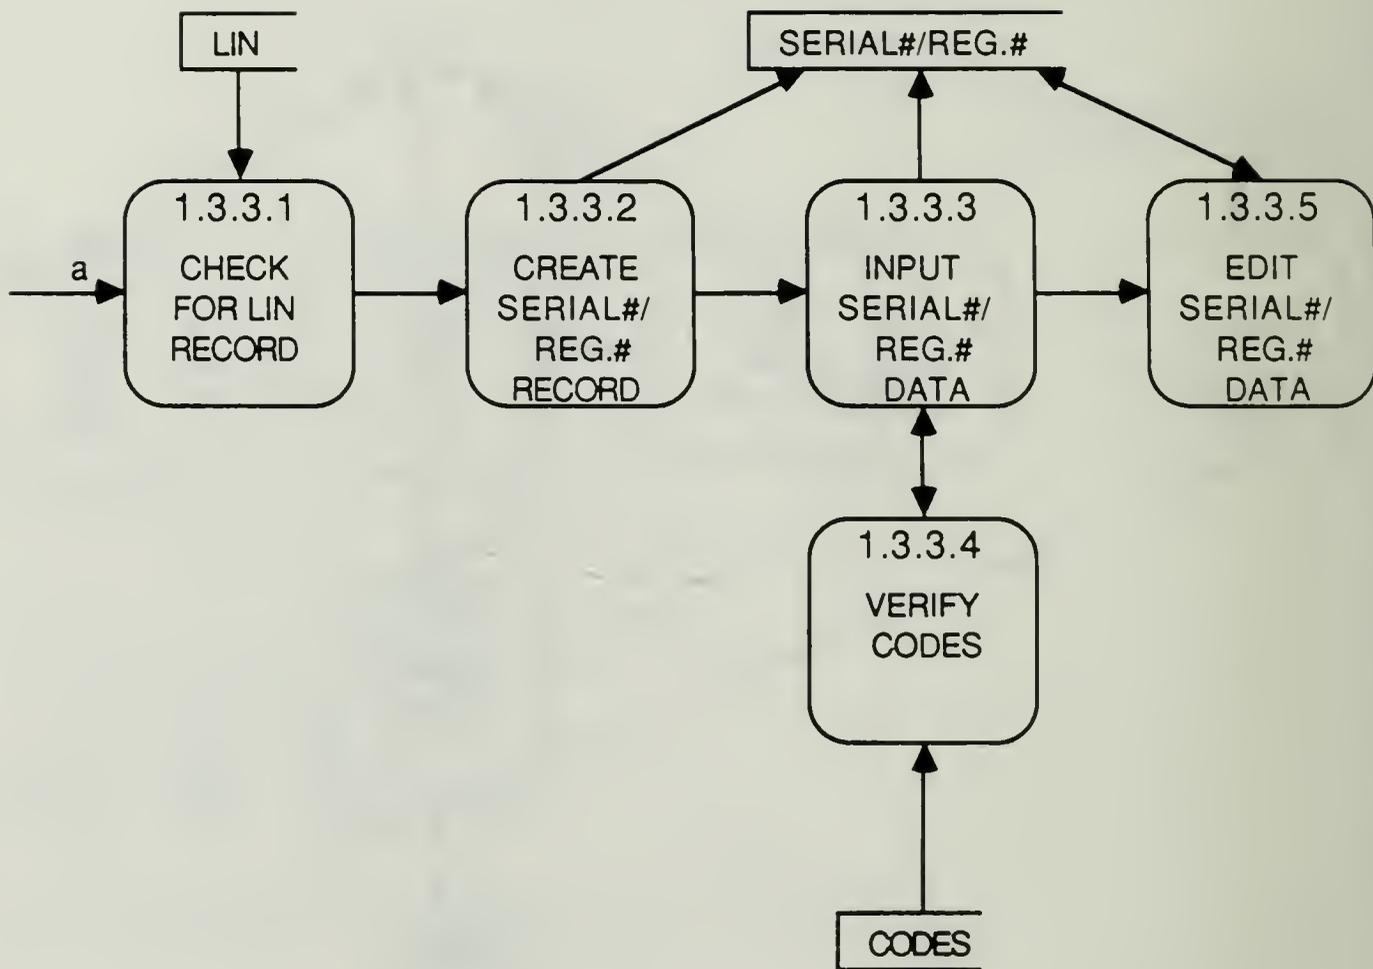 LIN
SERIAL#/REG.#
a
1.3.3.1
CHECK
FOR LIN
RECORD
1.3.3.2
CREATE
SERIAL#/
REG.#
RECORD
1.3.3.3
INPUT
SERIAL#/
REG.#
DATA
1.3.3.5
EDIT
SERIAL#/
REG.#
DATA
1.3.3.4
VERIFY
CODES
CODES